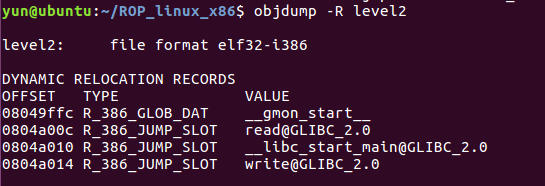 yun@ubuntu:~/ROP_linux_x86$ objdump -R level2
level2:     file format elf32-i386
DYNAMIC RELOCATION RECORDS
OFFSET   TYPE              VALUE
08049ffc R_386_GLOB_DAT    __gmon_start__
0804a00c R_386_JUMP_SLOT   read@GLIBC_2.0
0804a010 R_386_JUMP_SLOT   __libc_start_main@GLIBC_2.0
0804a014 R_386_JUMP_SLOT   write@GLIBC_2.0